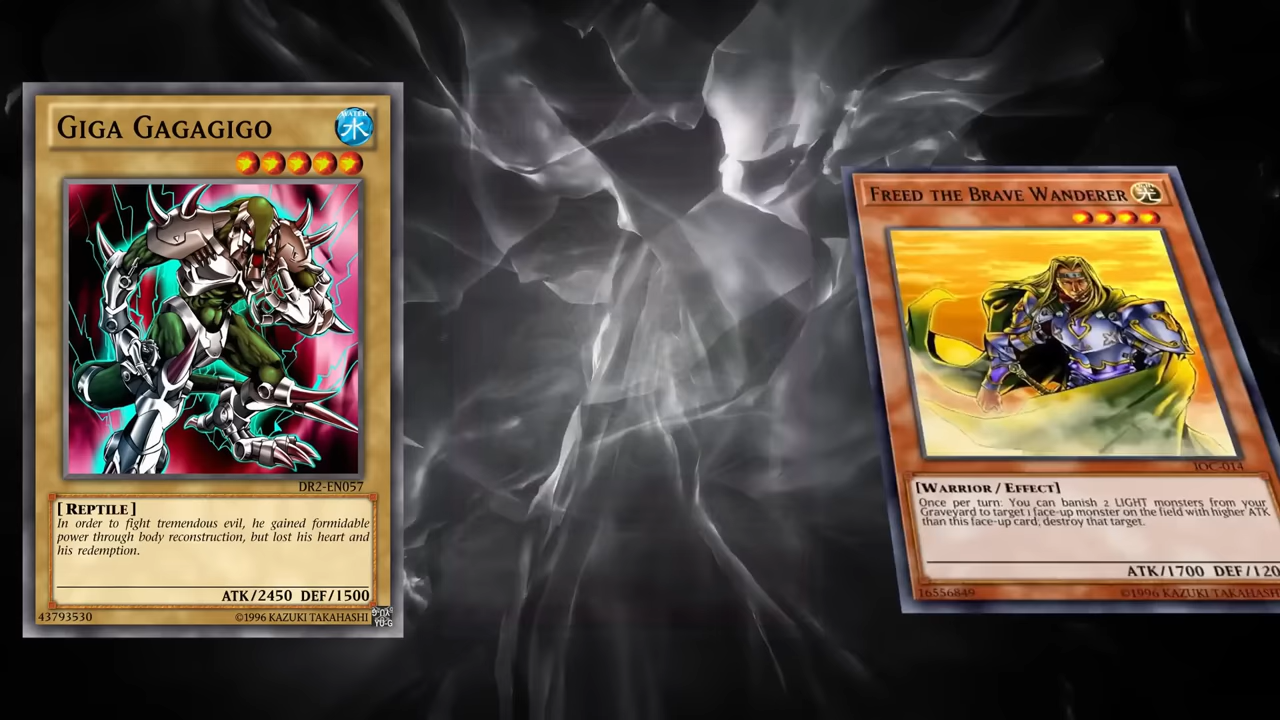 GIGA GAGAGIGO
WATER
水
DR2-EN057
[REPTILE]
In order to fight tremendous evil, he gained formidable
power through body reconstruction, but lost his heart and
his redemption.
ATK/2450 DEF/1500
43793530
©1996 KAZUKI TAKAHASHI
FREED THE BRAVE WANDERER
光
IOC-014
[WARRIOR / EFFECT]
Once per turn: You can banish 2 LIGHT monsters from your
Graveyard to target 1 face-up monster on the field with higher ATK
than this face-up card; destroy that target.
ATK/1700 DEF/120
16556849
©1996 KAZUKI TAKAHASH